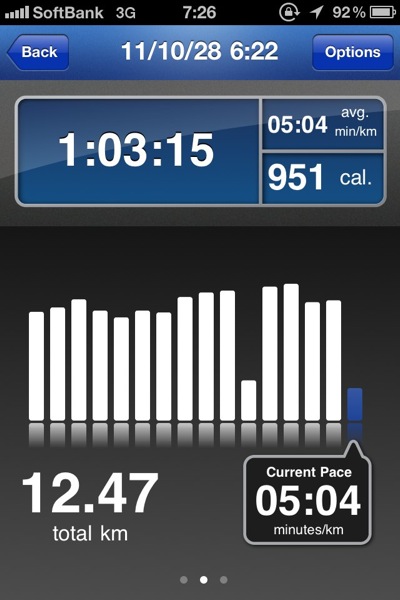 SoftBank 3G 7:26 92%
Back 11/10/28 6:22 Options
1:03:15
05:04 avg. min/km
951 cal.
12.47
total km
Current Pace
05:04
minutes/km